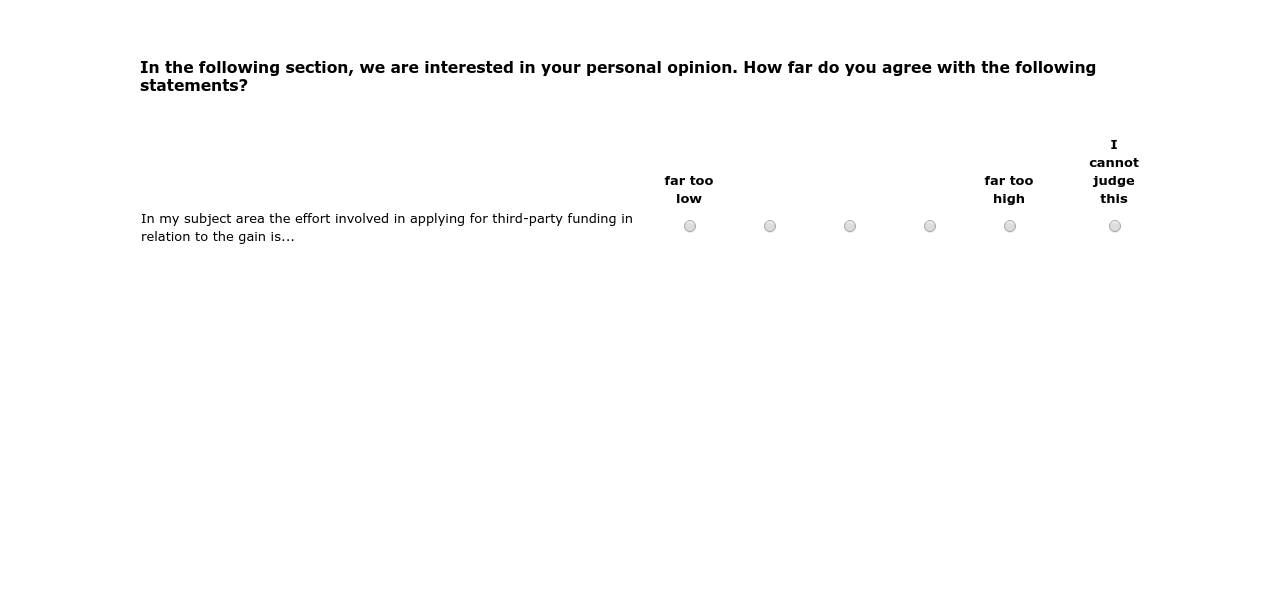 In the following section, we are interested in your personal opinion. How far do you agree with the following
statements?
far too
low
far too
high
I
cannot
judge
this
In my subject area the effort involved in applying for third-party funding in
relation to the gain is...